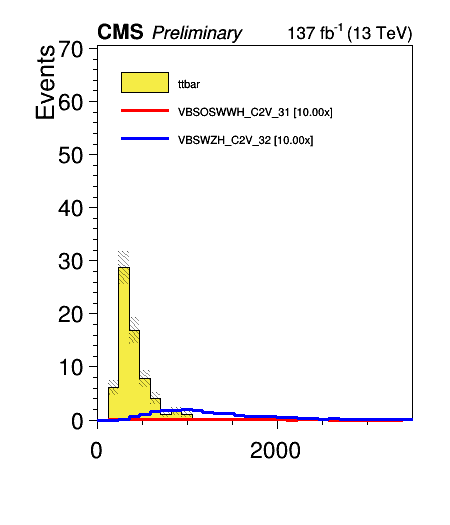 CMS Preliminary 137 fb⁻¹ (13 TeV)
Events
70
60
50
40
30
20
10
0
ttbar
VBSOSWWH_C2V_31 [10.00x]
VBSWZH_C2V_32 [10.00x]
0 2000